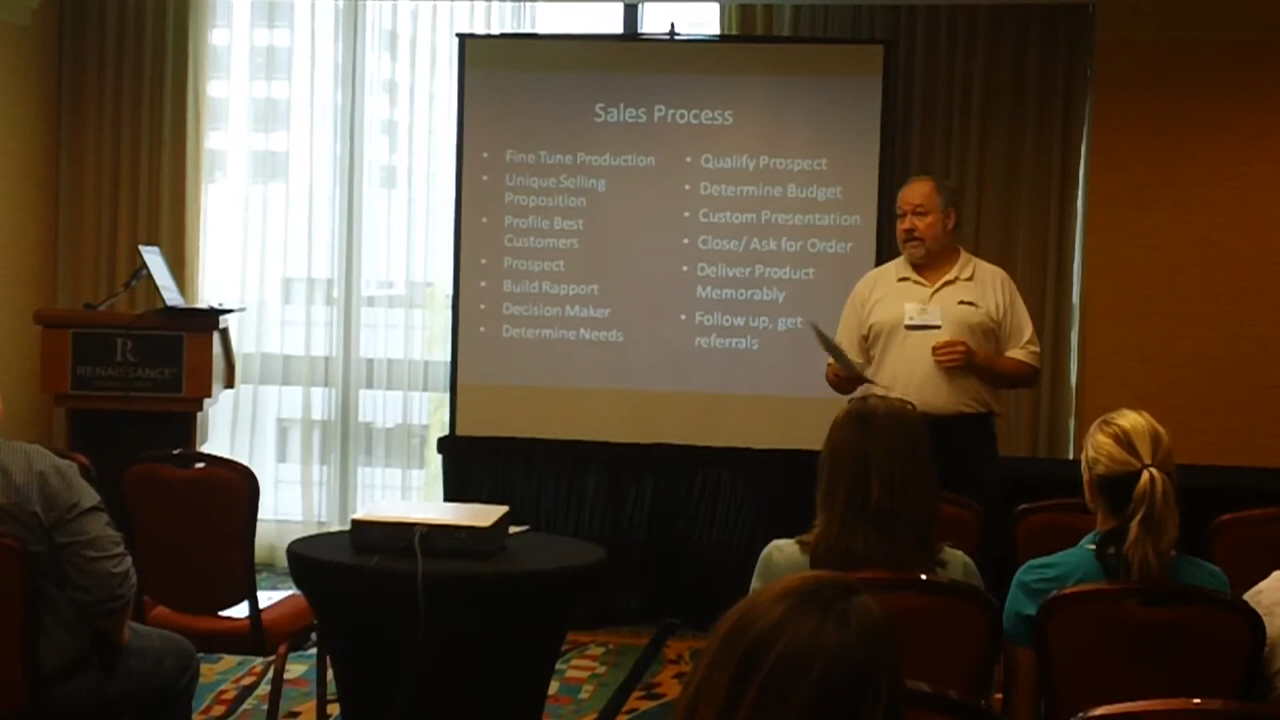 Sales Process
• Fine Tune Production
• Unique Selling
Proposition
• Profile Best
Customers
• Prospect
• Build Rapport
• Decision Maker
• Determine Needs
• Qualify Prospect
• Determine Budget
• Custom Presentation
• Close/ Ask for Order
• Deliver Product
Memorably
• Follow up, get
referrals
R
RENAISSANCE